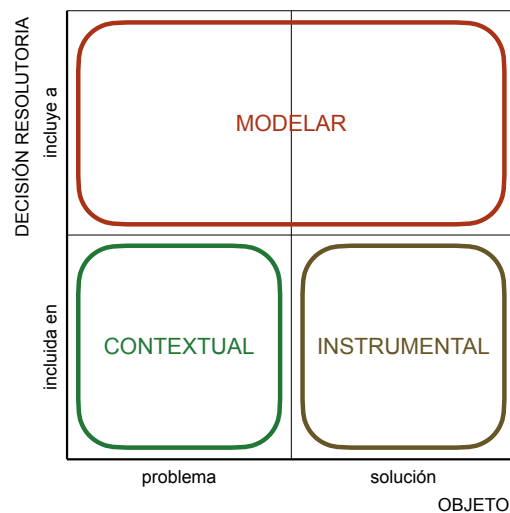 DECISIÓN RESOLUTORIA
incluye a
incluida en
MODELAR
CONTEXTUAL
INSTRUMENTAL
problema
solución
OBJETO